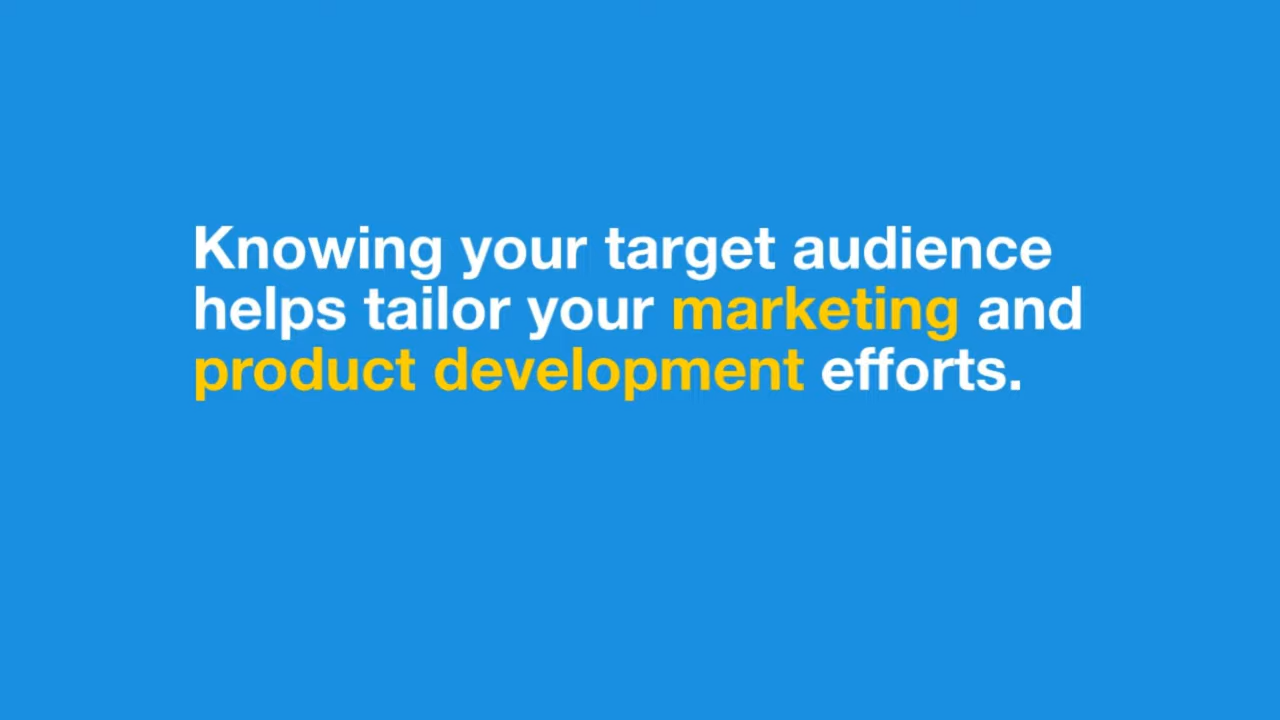 Knowing your target audience
helps tailor your marketing and
product development efforts.